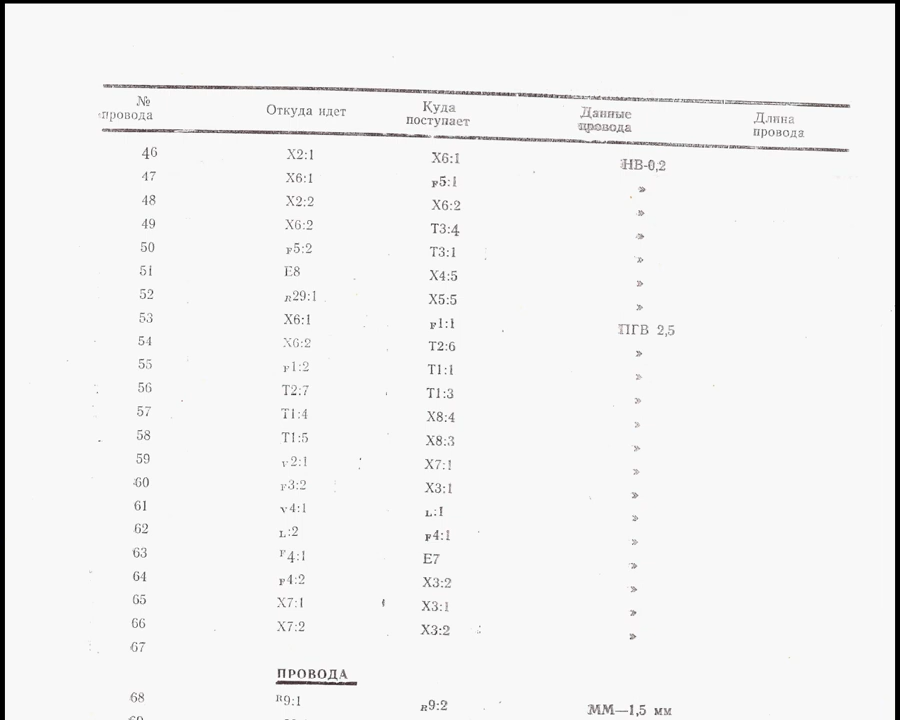 № провода Откуда идет Куда поступает Данные провода Длина провода
46 X2:1 X6:1 НВ-0,2
47 X6:1 F5:1 »
48 X2:2 X6:2 »
49 X6:2 T3:4 »
50 F5:2 T3:1 »
51 E8 X4:5 »
52 R29:1 X5:5 »
53 X6:1 F1:1 ПГВ 2,5
54 X6:2 T2:6 »
55 F1:2 T1:1 »
56 T2:7 T1:3 »
57 T1:4 X8:4 »
58 T1:5 X8:3 »
59 V2:1 X7:1 »
60 F3:2 X3:1 »
61 V4:1 L:1 »
62 L:2 F4:1 »
63 F4:1 E7 »
64 F4:2 X3:2 »
65 X7:1 X3:1 »
66 X7:2 X3:2 »
67
ПРОВОДА
68 R9:1 R9:2 ММ—1,5 мм